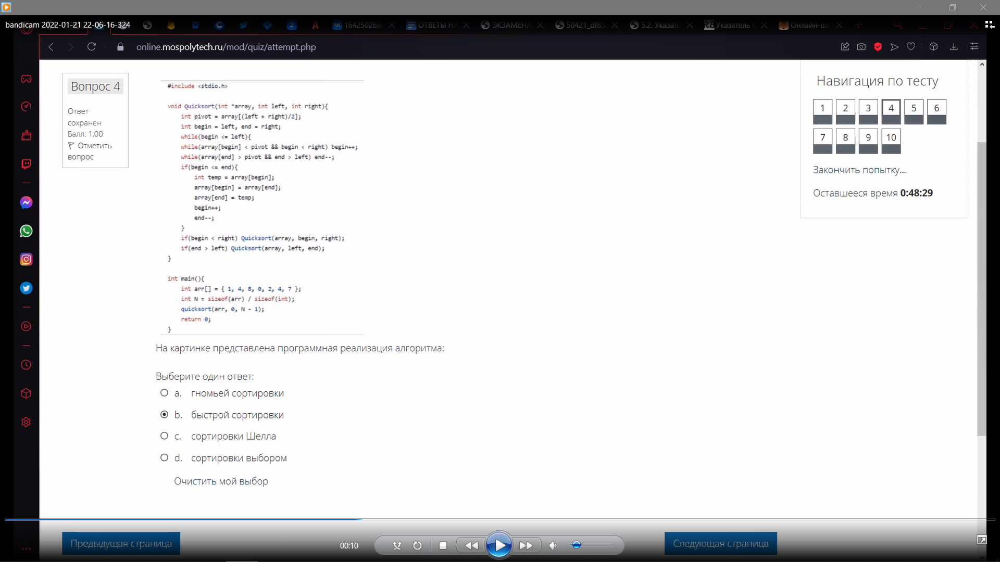 bandicam 2022-01-21 22-06-16-324
ОТВЕТЫ НА
ЭКЗАМЕНА
5.2. Указате
Указатель
online.mospolytech.ru/mod/quiz/attempt.php
Вопрос 4
Ответ
сохранен
Балл: 1,00
Отметить
вопрос
#include <stdio.h>
void Quicksort(int *array, int left, int right){
int pivot = array[(left + right)/2];
int begin = left, end = right;
while(begin <= left){
while(array[begin] < pivot && begin < right) begin++;
while(array[end] > pivot && end > left) end--;
if(begin <= end){
int temp = array[begin];
array[begin] = array[end];
array[end] = temp;
begin++;
end--;
}
if(begin < right) Quicksort(array, begin, right);
if(end > left) Quicksort(array, left, end);
}
int main(){
int arr[] = { 1, 4, 8, 0, 2, 4, 7 };
int N = sizeof(arr) / sizeof(int);
quicksort(arr, 0, N - 1);
return 0;
}
На картинке представлена программная реализация алгоритма:
Выберите один ответ:
a. гномьей сортировки
b. быстрой сортировки
c. сортировки Шелла
d. сортировки выбором
Очистить мой выбор
Предыдущая страница
00:10
Следующая страница
Навигация по тесту
1 2 3 4 5 6
7 8 9 10
Закончить попытку...
Оставшееся время 0:48:29